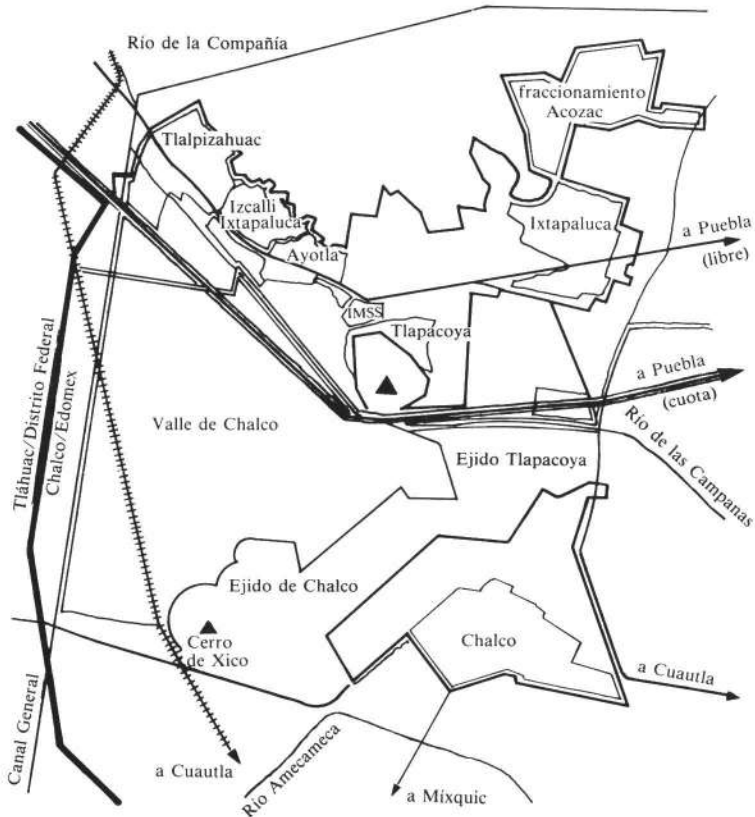 Río de la Compañía
fraccionamiento
Acozac
Tlalpizahuac
Izcalli
Ixtapaluca
Ayotla
Ixtapaluca
a Puebla
(libre)
IMSS
Tlapacoya
a Puebla
(cuota)
Tláhuac/Distrito Federal
Chalco/Edomex
Valle de Chalco
Río de las Campanas
Ejido Tlapacoya
Ejido de Chalco
Cerro
de Xico
Chalco
a Cuautla
Canal General
a Cuautla
Rio Amecameca
a Míxquic